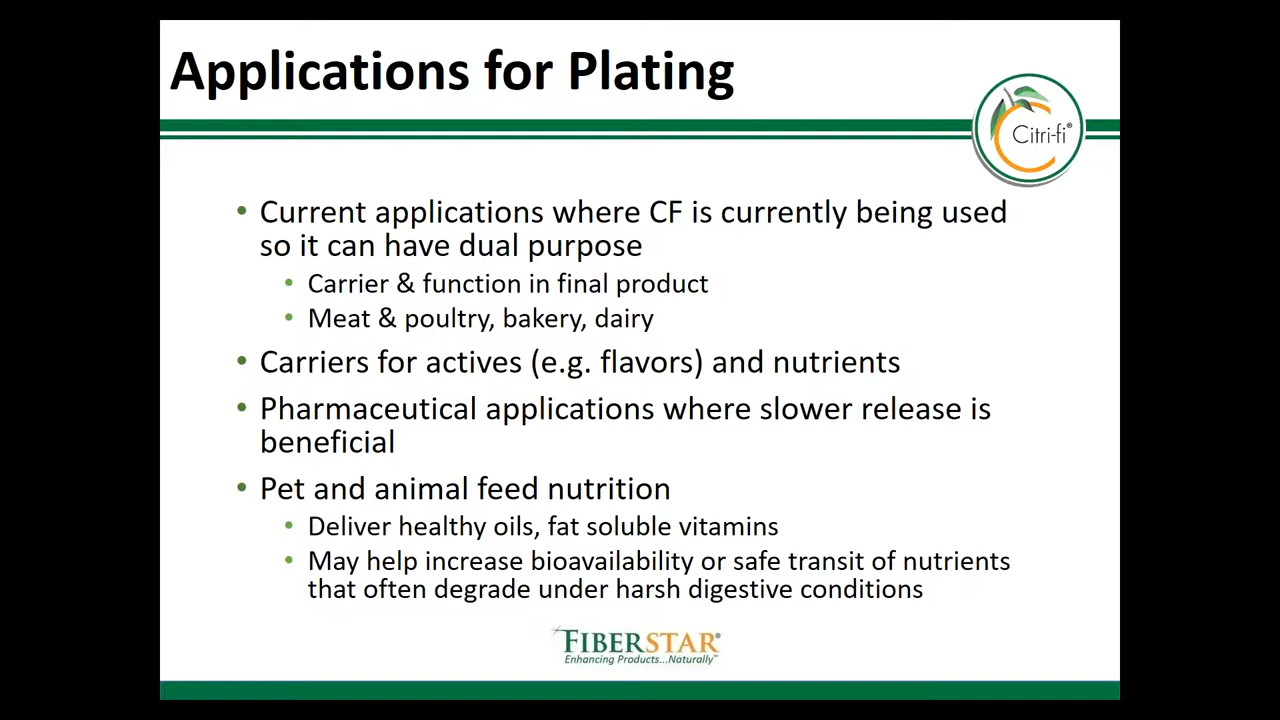 Applications for Plating
Citri-fi®
• Current applications where CF is currently being used
so it can have dual purpose
• Carrier & function in final product
• Meat & poultry, bakery, dairy
• Carriers for actives (e.g. flavors) and nutrients
• Pharmaceutical applications where slower release is
beneficial
• Pet and animal feed nutrition
• Deliver healthy oils, fat soluble vitamins
• May help increase bioavailability or safe transit of nutrients
that often degrade under harsh digestive conditions
FIBERSTAR®
Enhancing Products...Naturally™